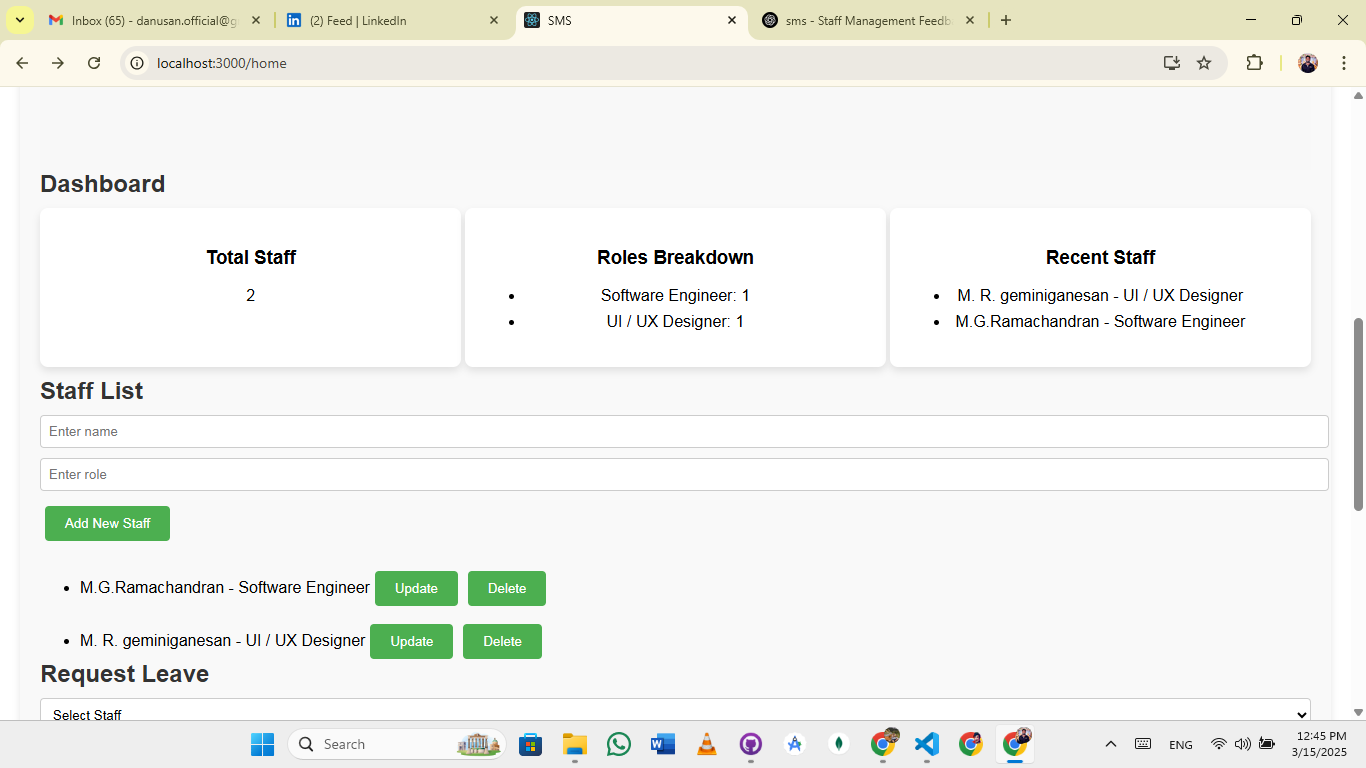 Inbox (65) - danusan.official@g
(2) Feed | LinkedIn
SMS
sms - Staff Management Feedb
localhost:3000/home
Dashboard
Total Staff
2
Roles Breakdown
• Software Engineer: 1
• UI / UX Designer: 1
Recent Staff
• M. R. geminiganesan - UI / UX Designer
• M.G.Ramachandran - Software Engineer
Staff List
Enter name
Enter role
Add New Staff
• M.G.Ramachandran - Software Engineer Update Delete
• M. R. geminiganesan - UI / UX Designer Update Delete
Request Leave
Select Staff
Search
ENG
12:45 PM
3/15/2025